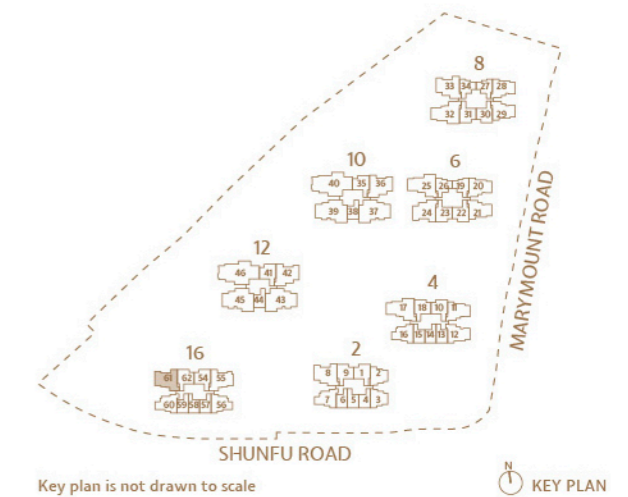 8
33 34 27 28
32 31 30 29
10
40 35 36
39 38 37
6
25 26 19 20
24 23 22 21
12
46 41 42
45 44 43
4
17 18 10 11
16 15 14 13 12
16
61 62 54 55
60 59 58 57 56
2
8 9 1 2
7 6 5 4 3
MARYMOUNT ROAD
SHUNFU ROAD
Key plan is not drawn to scale
N
KEY PLAN